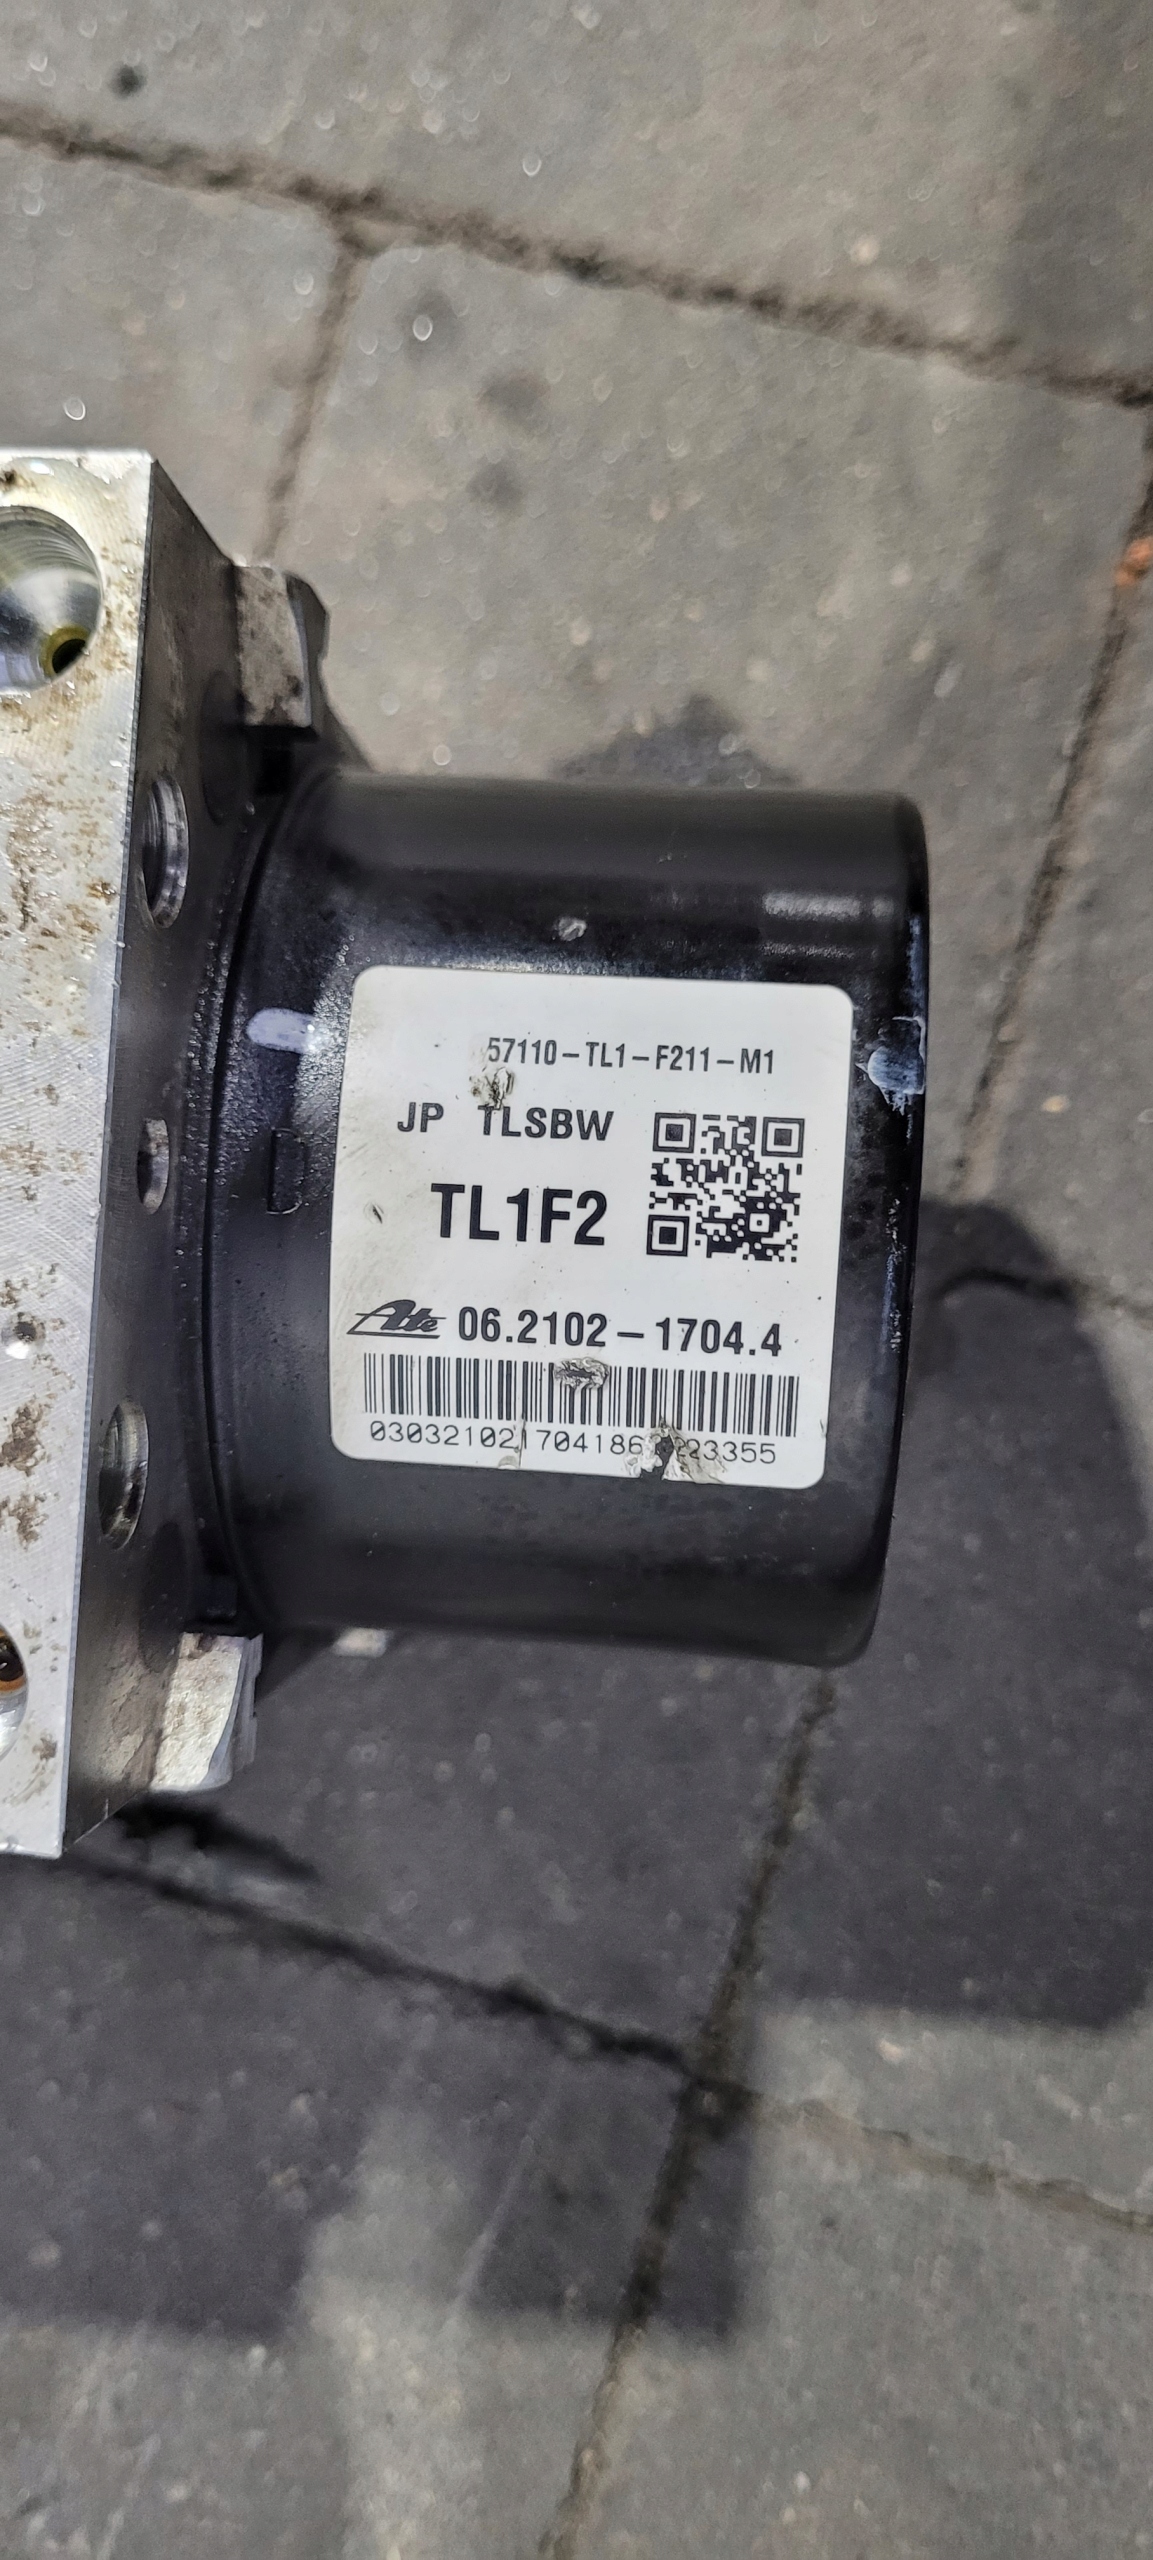 57110-TL1-F211-M1
JP TLSBW
TL1F2
Ate 06.2102-1704.4
D